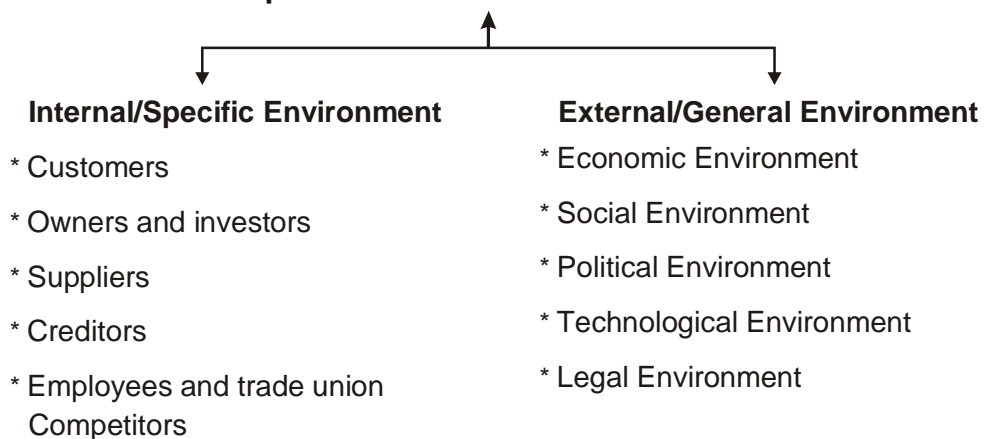 Internal/Specific Environment
* Customers
* Owners and investors
* Suppliers
* Creditors
* Employees and trade union
Competitors
External/General Environment
* Economic Environment
* Social Environment
* Political Environment
* Technological Environment
* Legal Environment